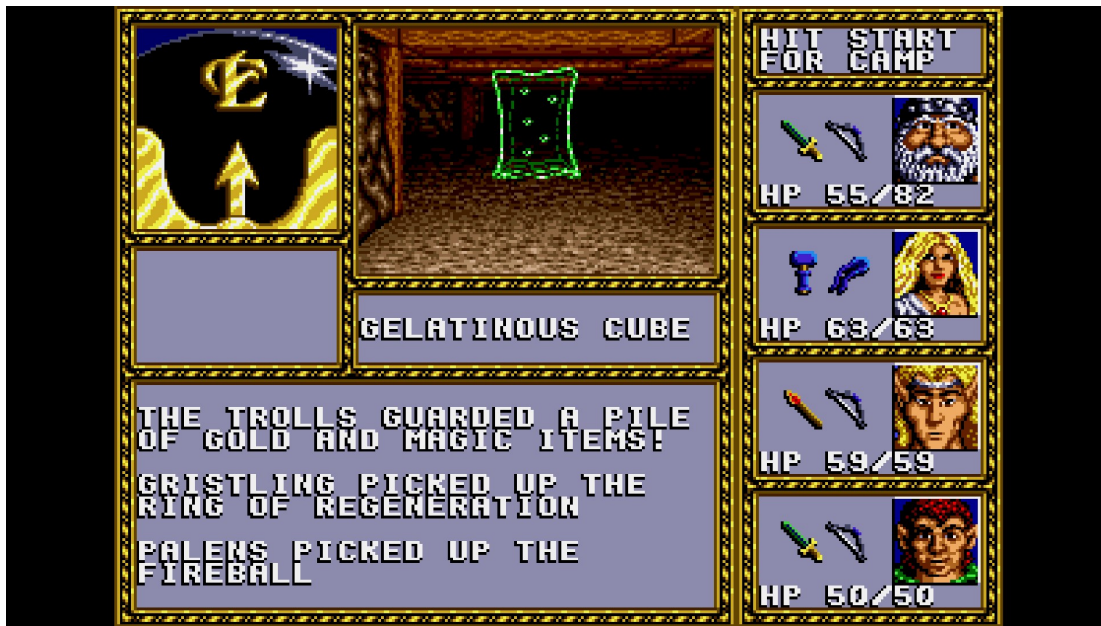 E
HIT START
FOR CAMP
HP 55/82
HP 63/63
GELATINOUS CUBE
THE TROLLS GUARDED A PILE
OF GOLD AND MAGIC ITEMS!
GRISTLING PICKED UP THE
RING OF REGENERATION
PALENS PICKED UP THE
FIREBALL
HP 59/59
HP 50/50